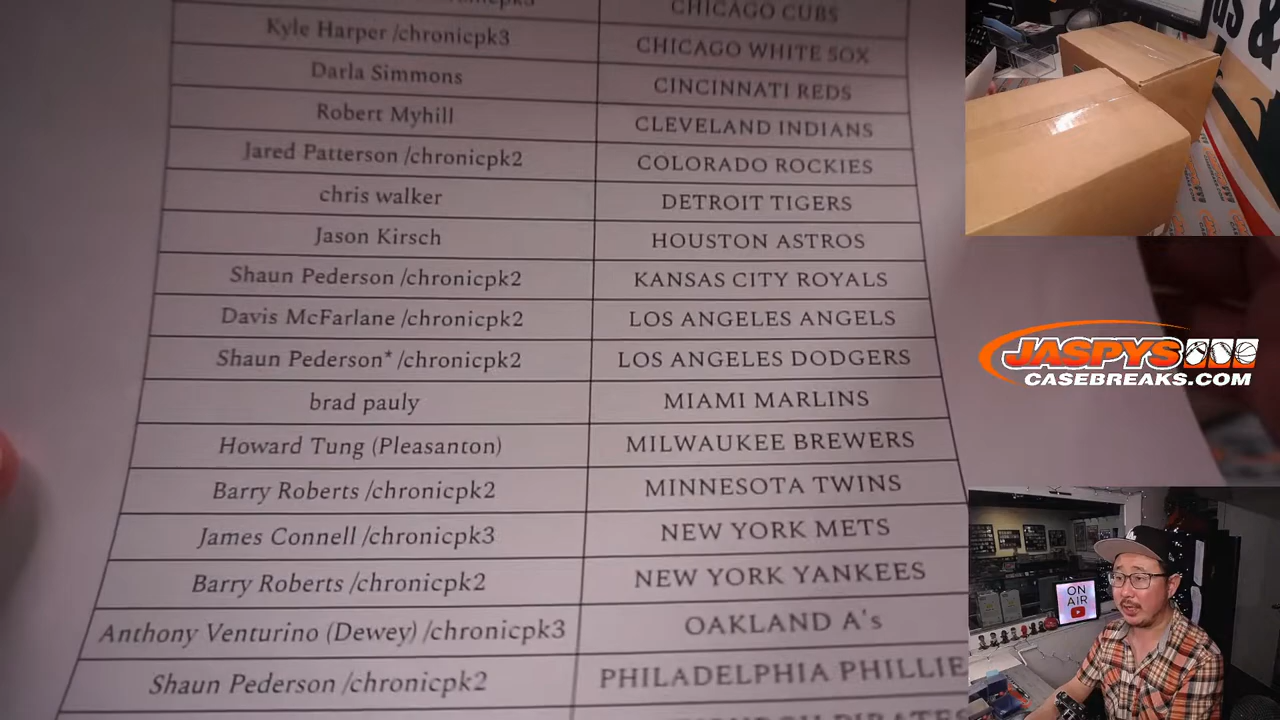 CHICAGO CUBS
Kyle Harper /chronicpk3 CHICAGO WHITE SOX
Darla Simmons CINCINNATI REDS
Robert Myhill CLEVELAND INDIANS
Jared Patterson /chronicpk2 COLORADO ROCKIES
chris walker DETROIT TIGERS
Jason Kirsch HOUSTON ASTROS
Shaun Pederson /chronicpk2 KANSAS CITY ROYALS
Davis McFarlane /chronicpk2 LOS ANGELES ANGELS
Shaun Pederson* /chronicpk2 LOS ANGELES DODGERS
brad pauly MIAMI MARLINS
Howard Tung (Pleasanton) MILWAUKEE BREWERS
Barry Roberts /chronicpk2 MINNESOTA TWINS
James Connell /chronicpk3 NEW YORK METS
Barry Roberts /chronicpk2 NEW YORK YANKEES
Anthony Venturino (Dewey) /chronicpk3 OAKLAND A's
Shaun Pederson /chronicpk2 PHILADELPHIA PHILLIE
JASPYS
CASEBREAKS.COM
ON
AIR